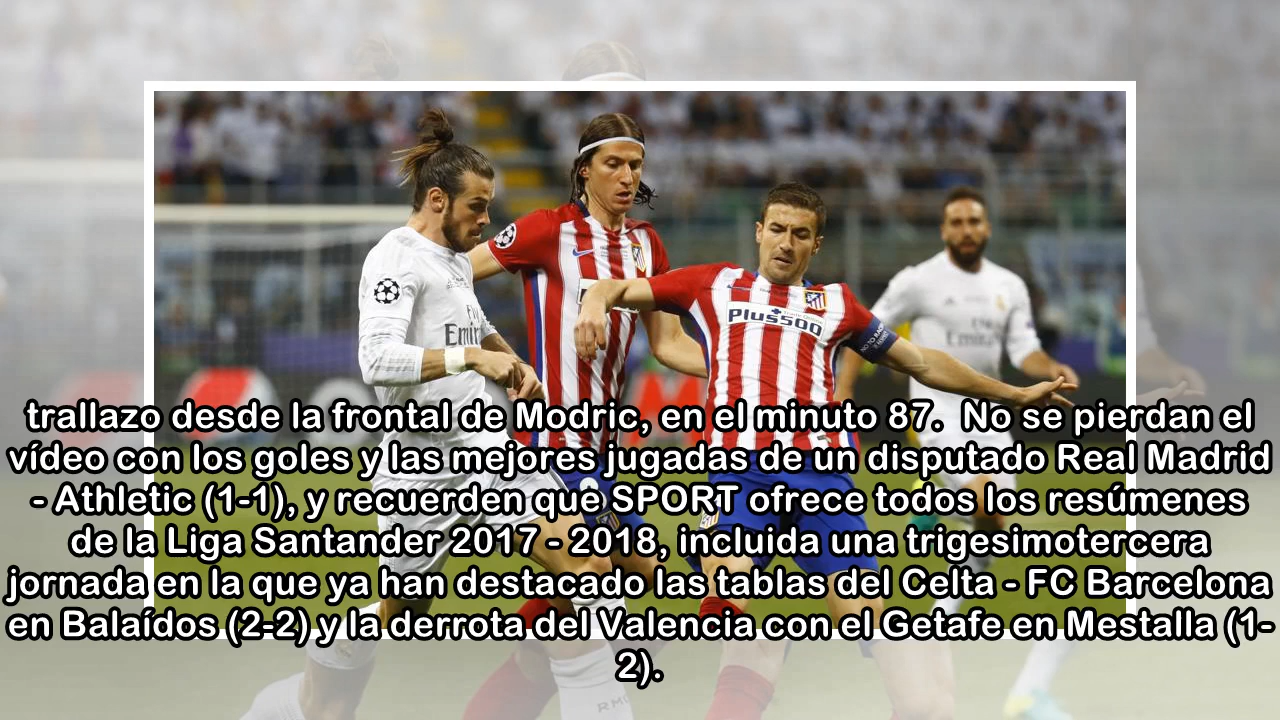 Plus500
trallazo desde la frontal de Modric, en el minuto 87.  No se pierdan el
vídeo con los goles y las mejores jugadas de un disputado Real Madrid
- Athletic (1-1), y recuerden que SPORT ofrece todos los resúmenes
de la Liga Santander 2017 - 2018, incluida una trigesimotercera
jornada en la que ya han destacado las tablas del Celta - FC Barcelona
en Balaídos (2-2) y la derrota del Valencia con el Getafe en Mestalla (1-
2).